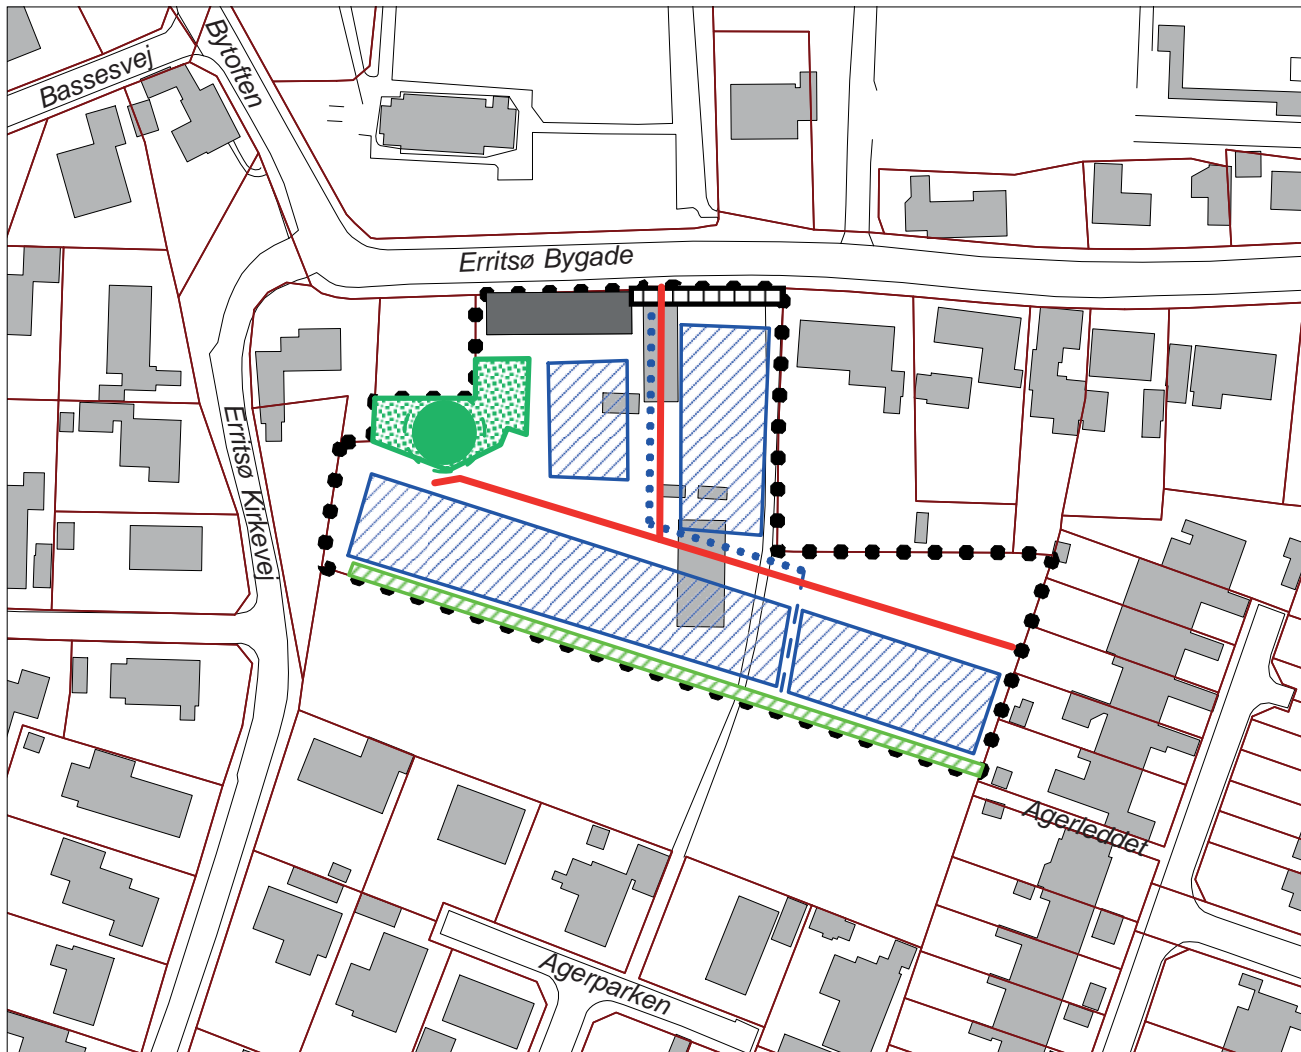 Bassesvej
Bytoften
Erritsø Bygade
Erritsø Kirkevej
Agerleddet
Agerparken